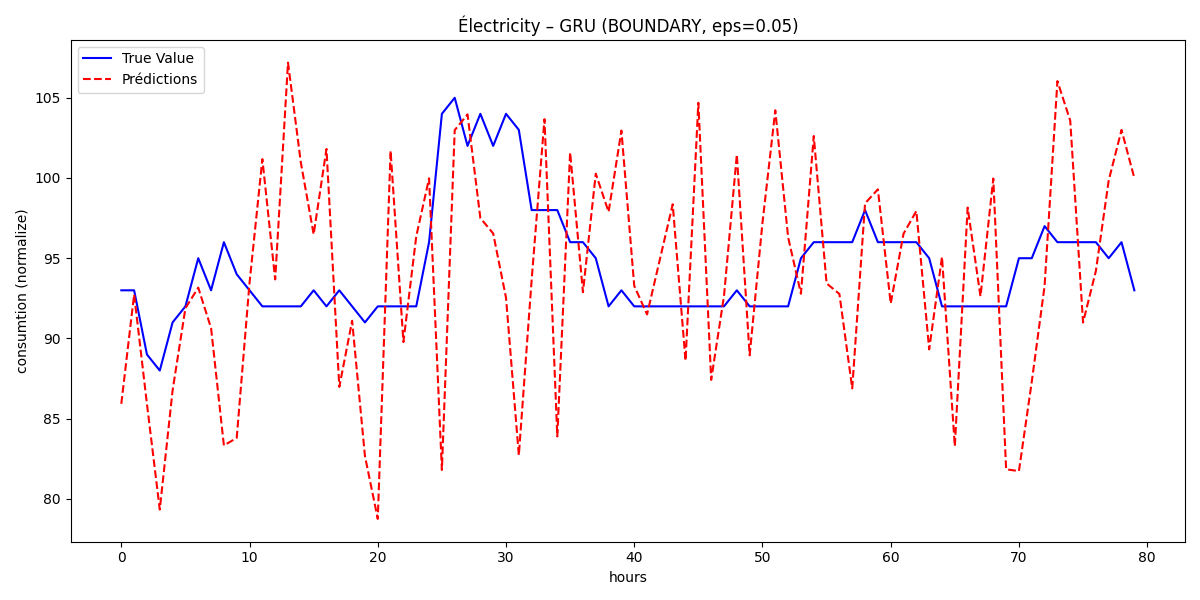 Électricity – GRU (BOUNDARY, eps=0.05)
True Value
Prédictions
consumtion (normalize)
105
100
95
90
85
80
0 10 20 30 40 50 60 70 80
hours